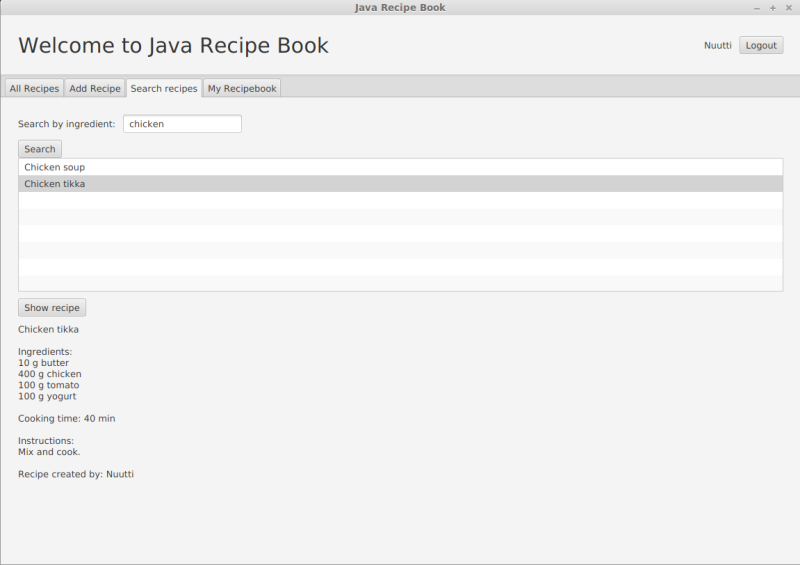 Java Recipe Book
Welcome to Java Recipe Book
Nuutti Logout
All Recipes Add Recipe Search recipes My Recipebook
Search by ingredient: chicken
Search
Chicken soup
Chicken tikka
Show recipe
Chicken tikka
Ingredients:
10 g butter
400 g chicken
100 g tomato
100 g yogurt
Cooking time: 40 min
Instructions:
Mix and cook.
Recipe created by: Nuutti